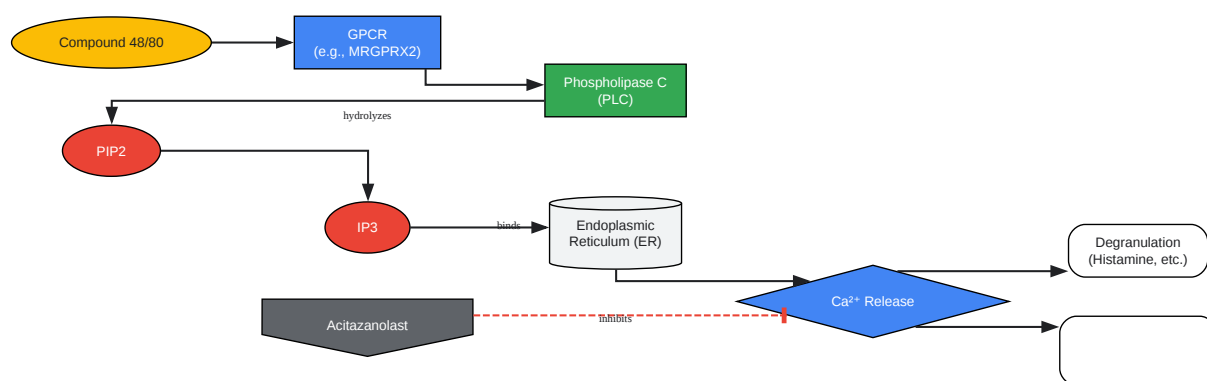 Compound 48/80
GPCR
(e.g., MRGPRX2)
Phospholipase C
(PLC)
hydrolyzes
PIP2
IP3
binds
Endoplasmic
Reticulum (ER)
Degranulation
(Histamine, etc.)
Ca²⁺ Release
Acitazanolast
inhibits